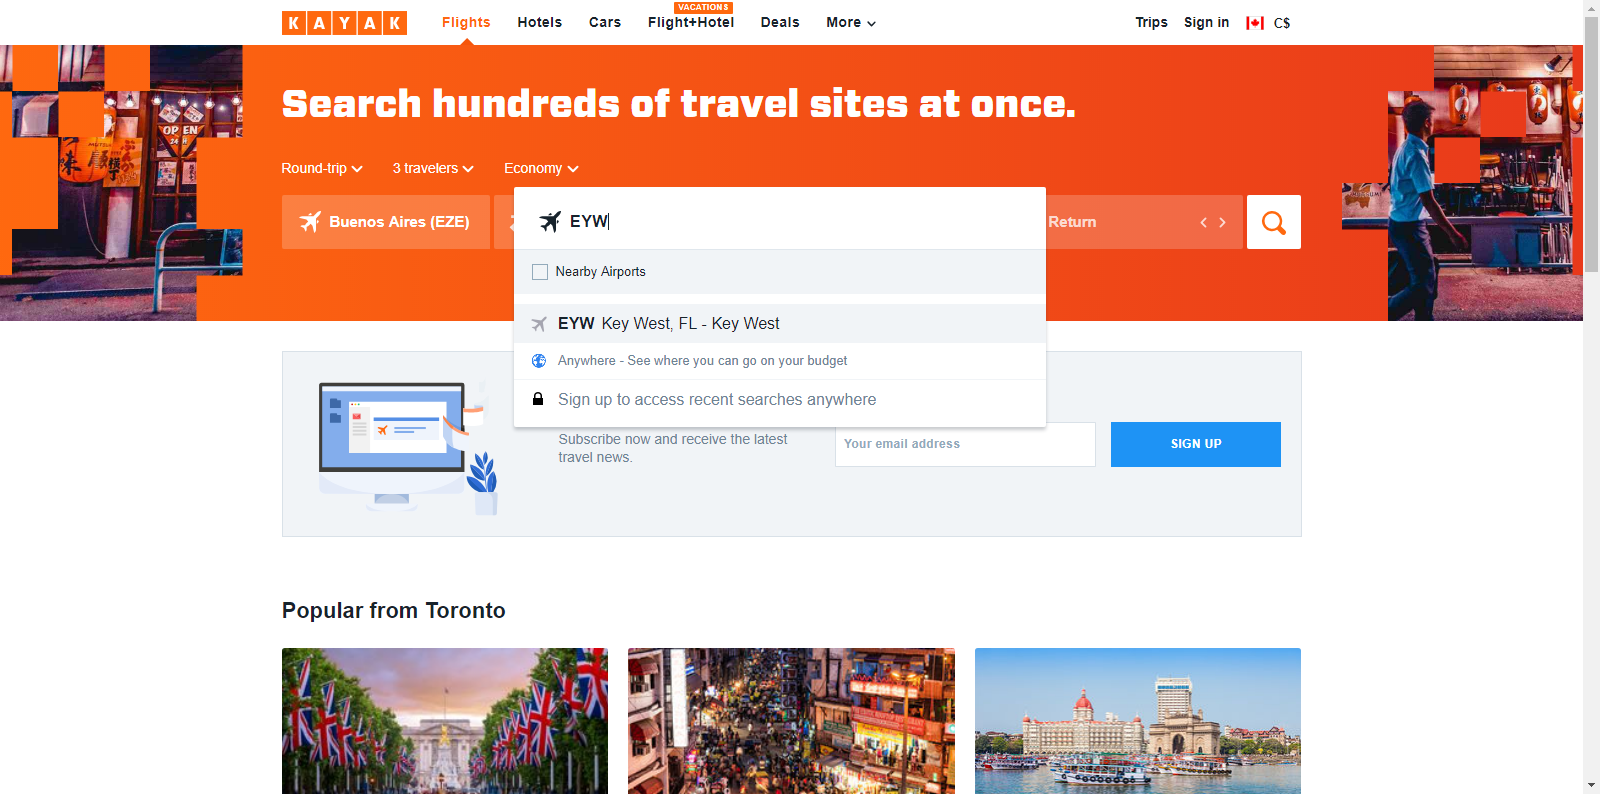 KAYAK
Flights
Hotels
Cars
VACATIONS
Flight+Hotel
Deals
More
Trips
Sign in
C$
Search hundreds of travel sites at once.
Round-trip
3 travelers
Economy
Buenos Aires (EZE)
EYW
Return
Nearby Airports
EYW Key West, FL - Key West
Anywhere - See where you can go on your budget
Sign up to access recent searches anywhere
Subscribe now and receive the latest
travel news.
Your email address
SIGN UP
Popular from Toronto
OPEN